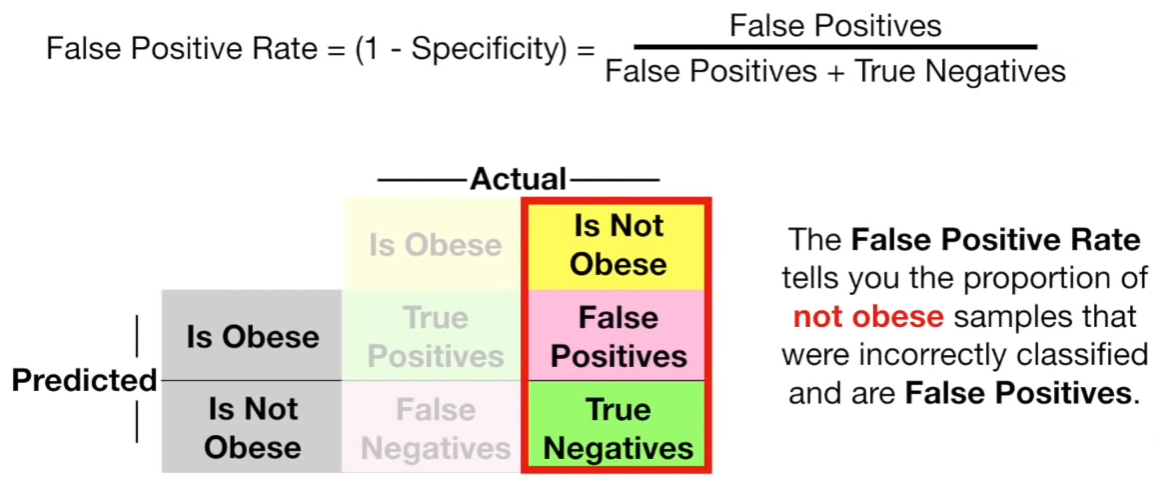 False Positive Rate = (1 - Specificity) = False Positives
False Positives + True Negatives
Actual
Is Obese
Is Not
Obese
Predicted
Is Obese
True
Positives
False
Positives
Is Not
Obese
False
Negatives
True
Negatives
The False Positive Rate
tells you the proportion of
not obese samples that
were incorrectly classified
and are False Positives.